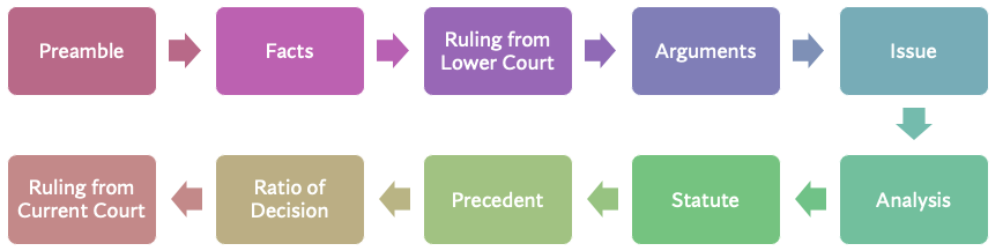 Preamble
Facts
Ruling from
Lower Court
Arguments
Issue
Analysis
Statute
Precedent
Ratio of
Decision
Ruling from
Current Court